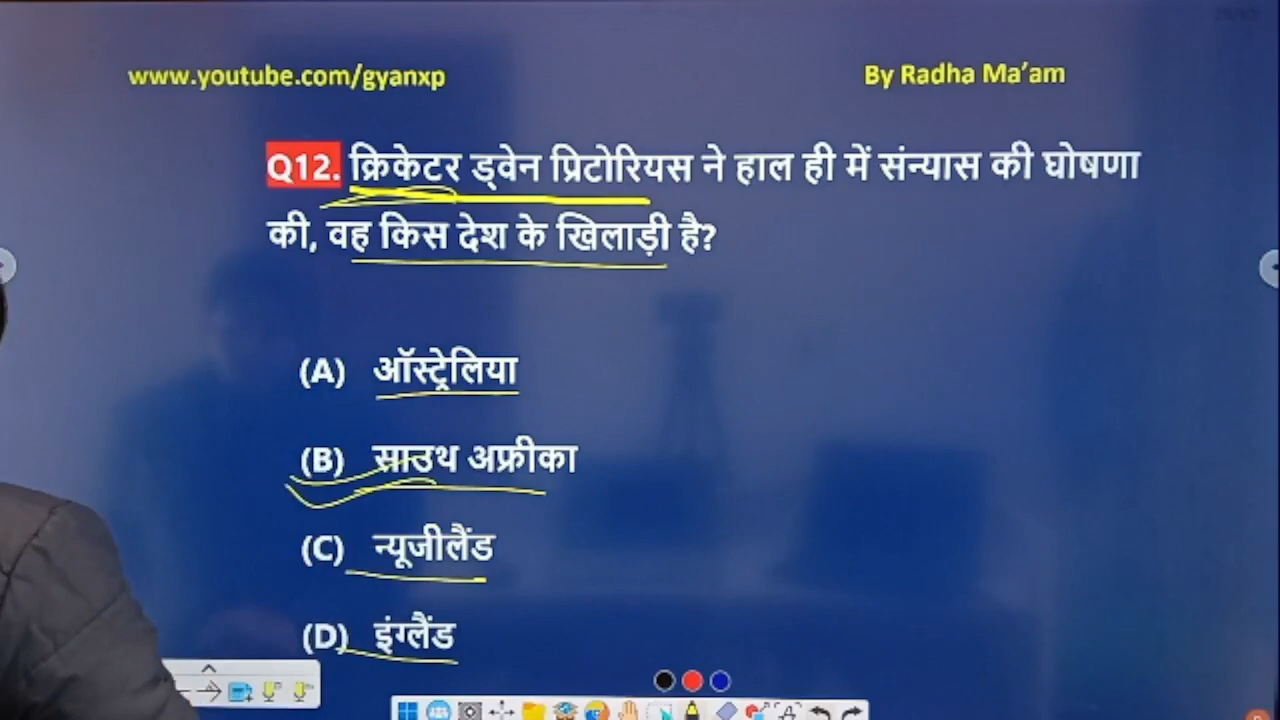 www.youtube.com/gyanxp
By Radha Ma’am
Q12. क्रिकेटर ड्वेन प्रिटोरियस ने हाल ही में संन्यास की घोषणा
की, वह किस देश के खिलाड़ी है?
(A) ऑस्ट्रेलिया
(B) साउथ अफ्रीका
(C) न्यूजीलैंड
(D) इंग्लैंड